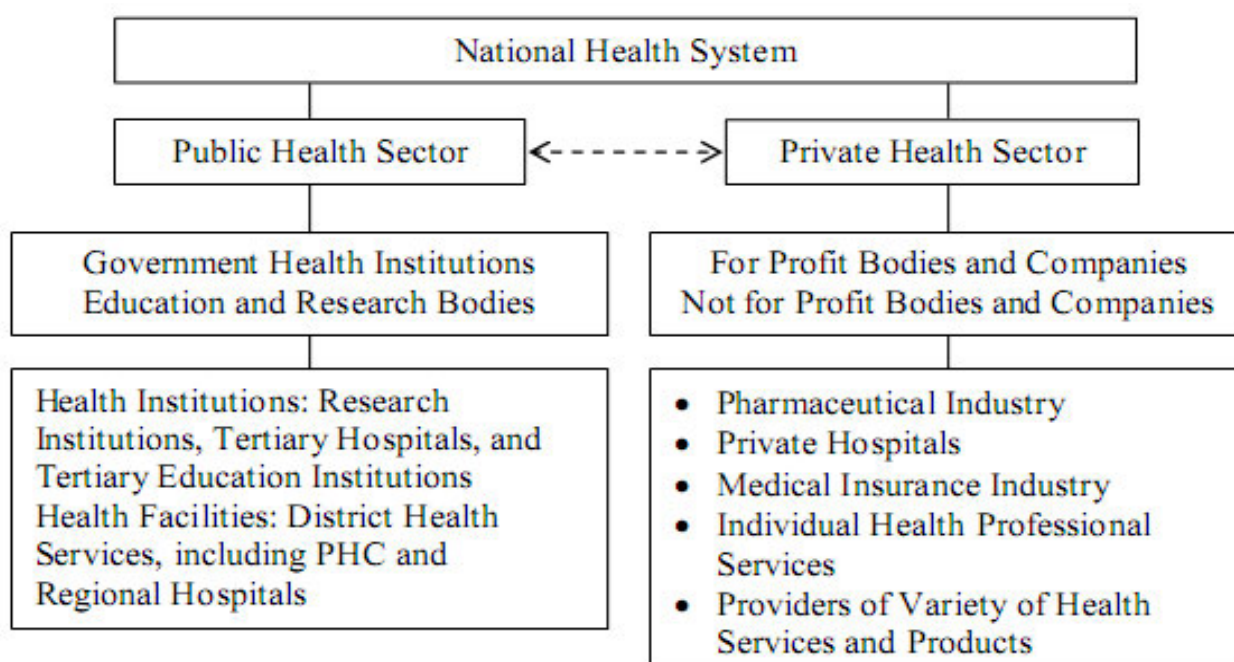 National Health System
Public Health Sector
Private Health Sector
Government Health Institutions
Education and Research Bodies
For Profit Bodies and Companies
Not for Profit Bodies and Companies
Health Institutions: Research
Institutions, Tertiary Hospitals, and
Tertiary Education Institutions
Health Facilities: District Health
Services, including PHC and
Regional Hospitals
• Pharmaceutical Industry
• Private Hospitals
• Medical Insurance Industry
• Individual Health Professional
Services
• Providers of Variety of Health
Services and Products